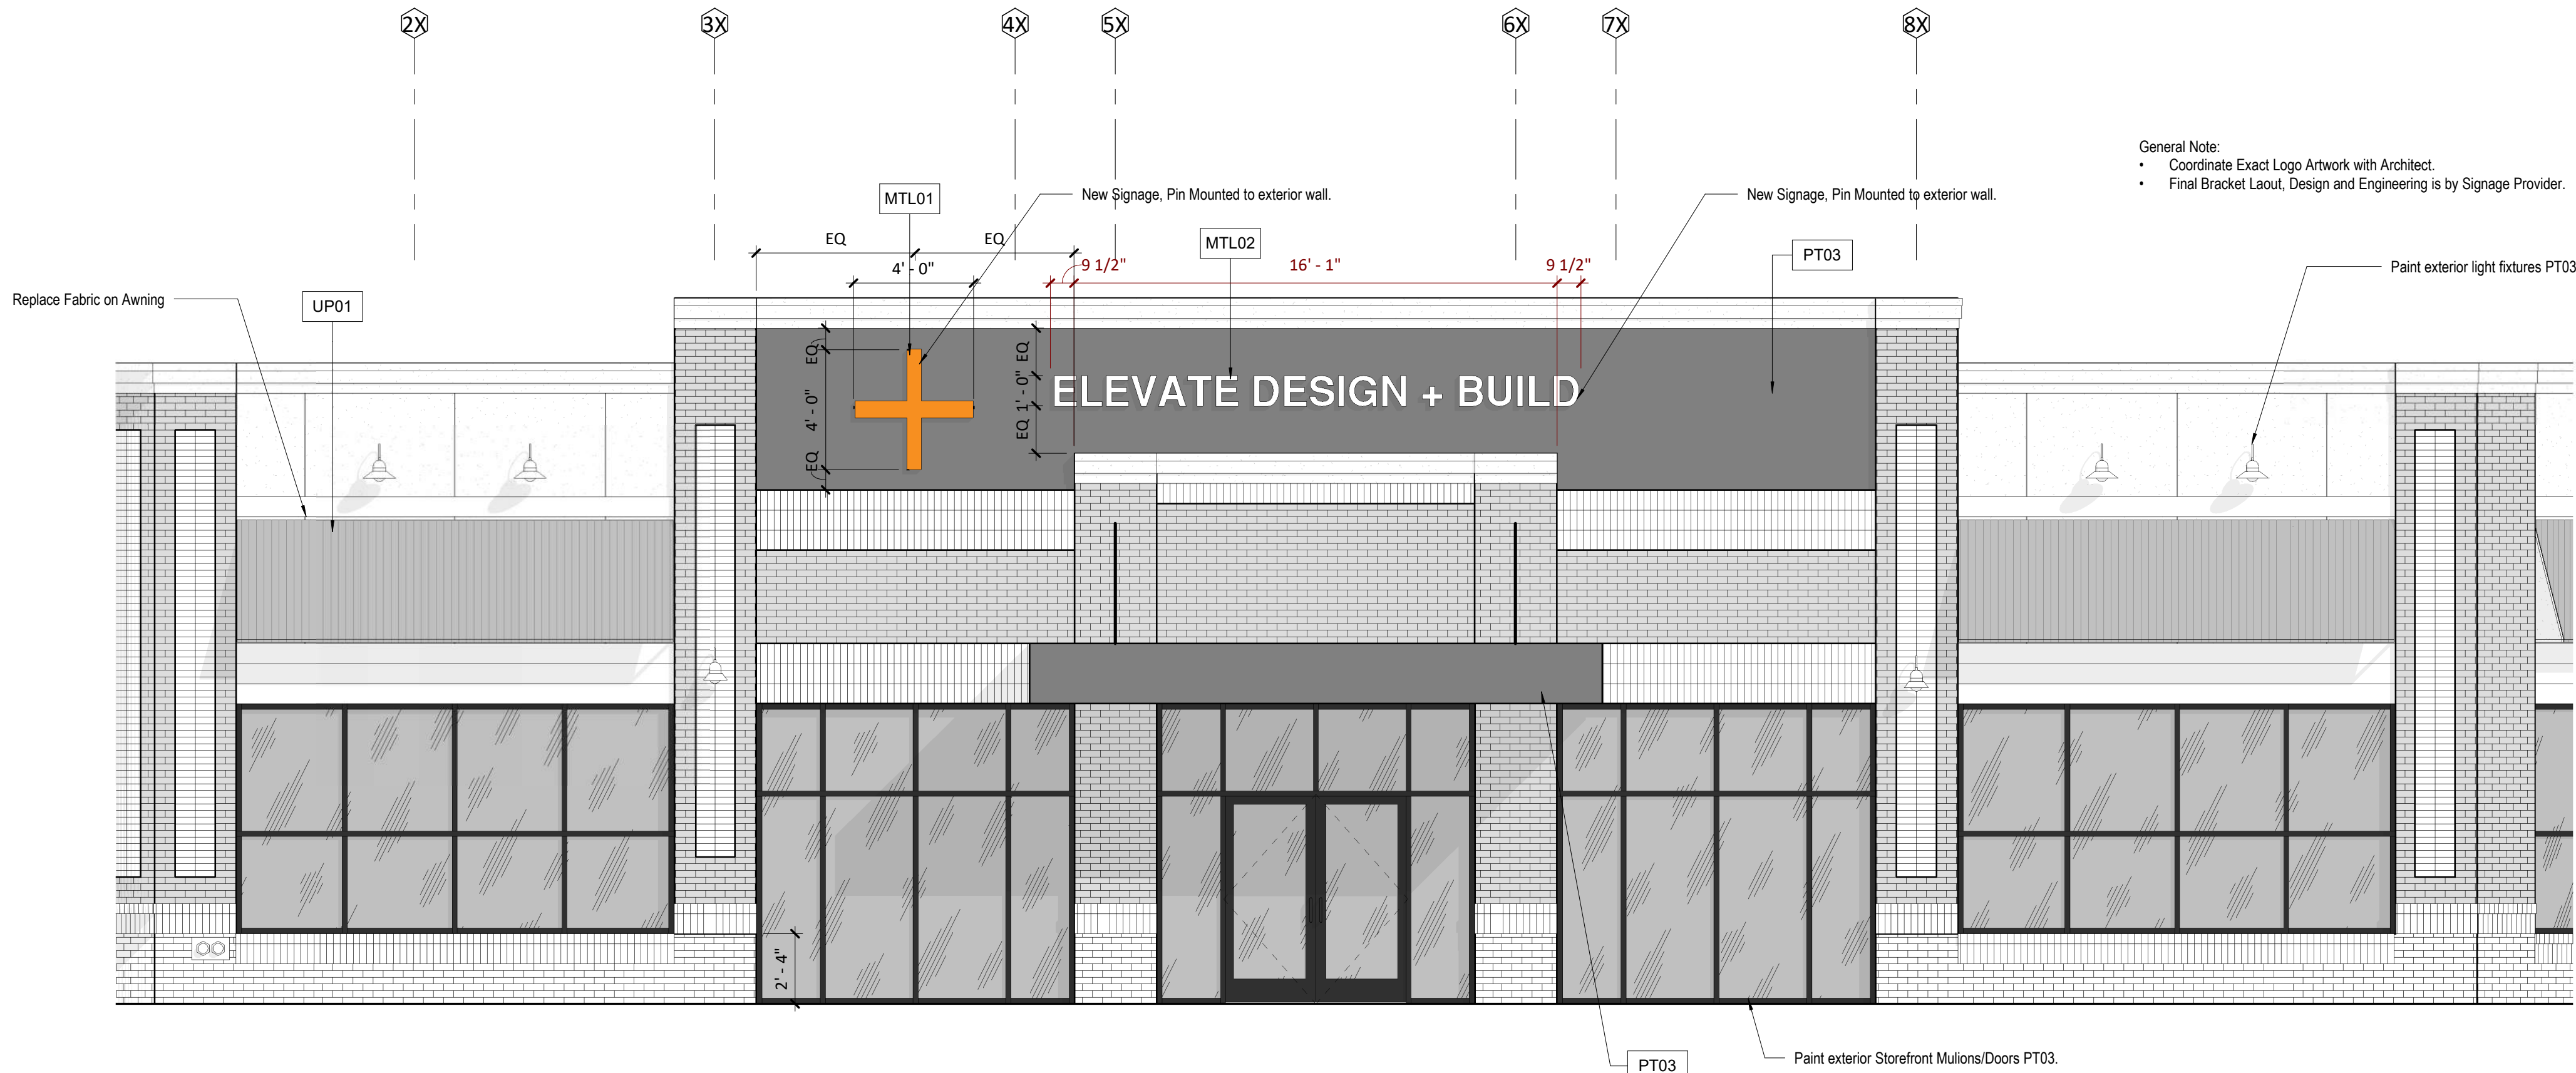 2X
3X
4X
5X
6X
7X
8X
General Note:
• Coordinate Exact Logo Artwork with Architect.
• Final Bracket Laout, Design and Engineering is by Signage Provider.
MTL01
New Signage, Pin Mounted to exterior wall.
New Signage, Pin Mounted to exterior wall.
EQ
EQ
MTL02
PT03
4' - 0"
9 1/2"
16' - 1"
9 1/2"
Paint exterior light fixtures PT03
Replace Fabric on Awning
UP01
EQ
4' - 0"
EQ
EQ
1' - 0"
EQ
ELEVATE DESIGN + BUILD
2' - 4"
PT03
Paint exterior Storefront Mulions/Doors PT03.